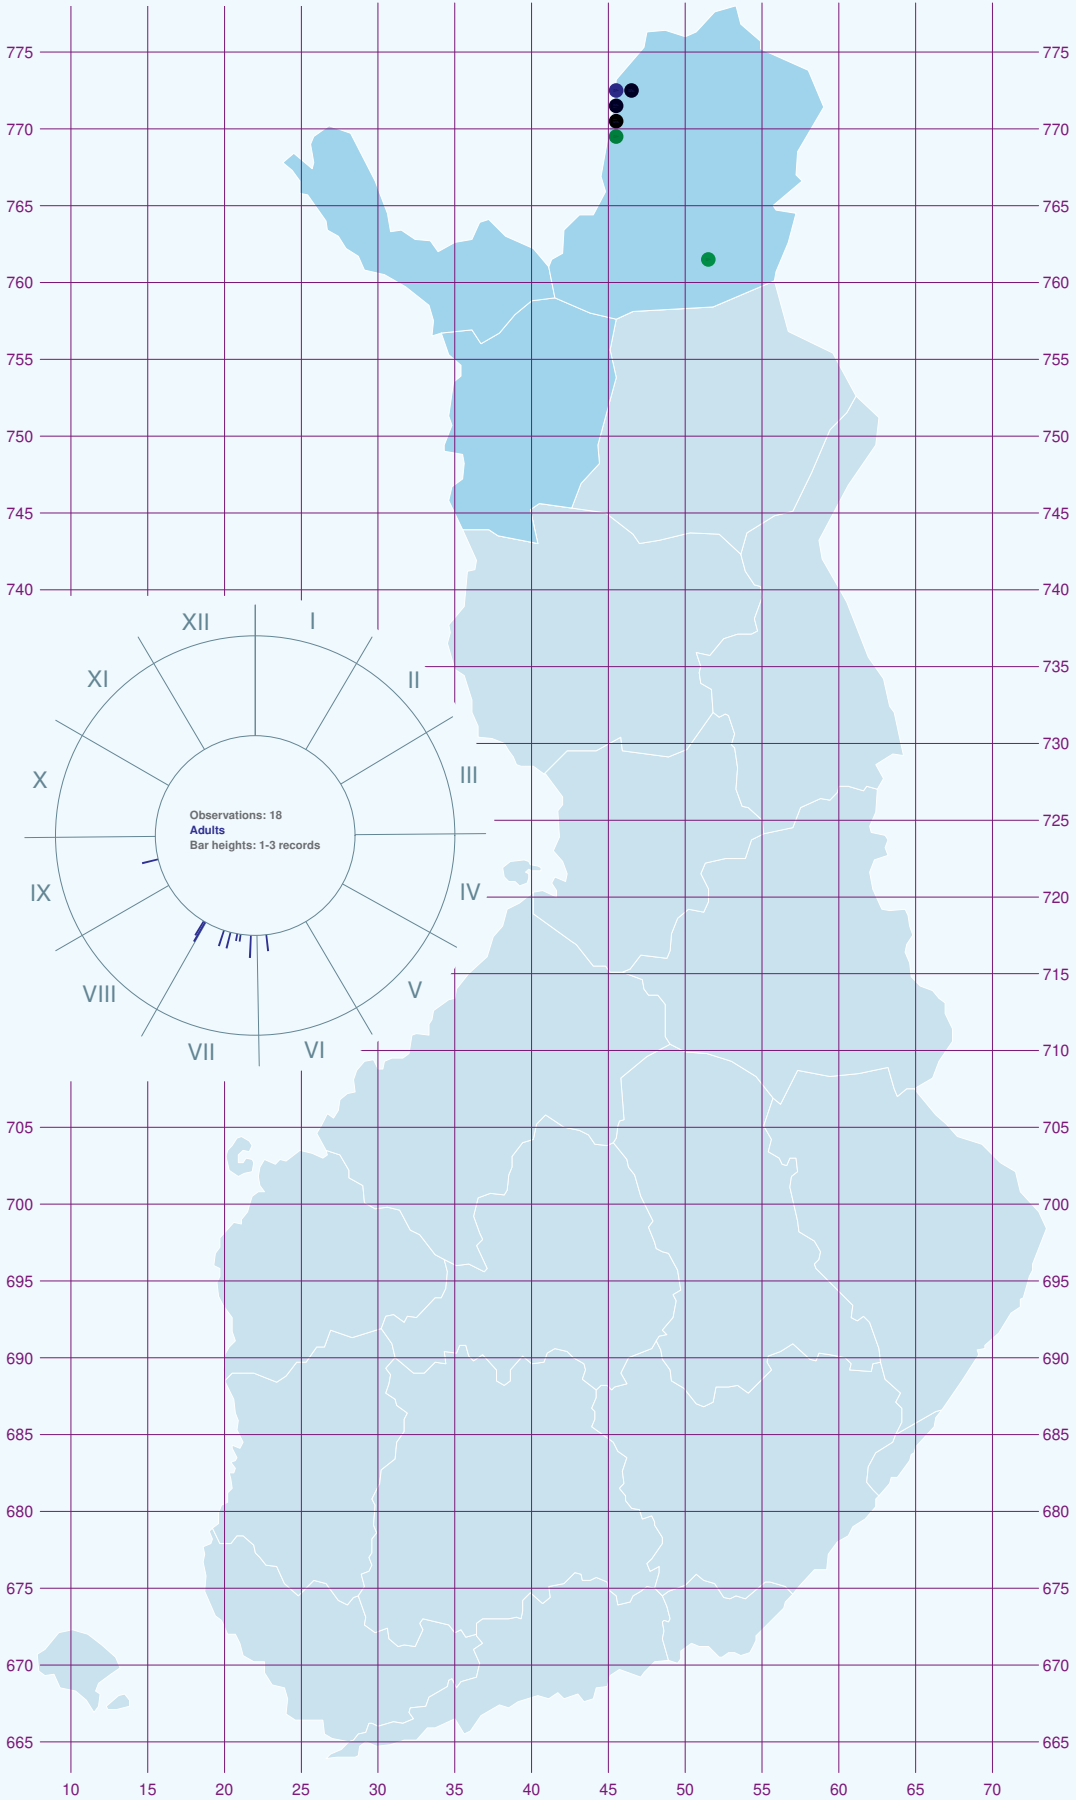 775 775
770 770
765 765
760 760
755 755
750 750
745 745
740 740
XII I
735
XI II
730
X III
725
Observations: 18
Adults
Bar heights: 1-3 records
IX IV
720
715
VIII V
VII VI
710
705 705
700 700
695 695
690 690
685 685
680 680
675 675
670 670
665 665
10 15 20 25 30 35 40 45 50 55 60 65 70